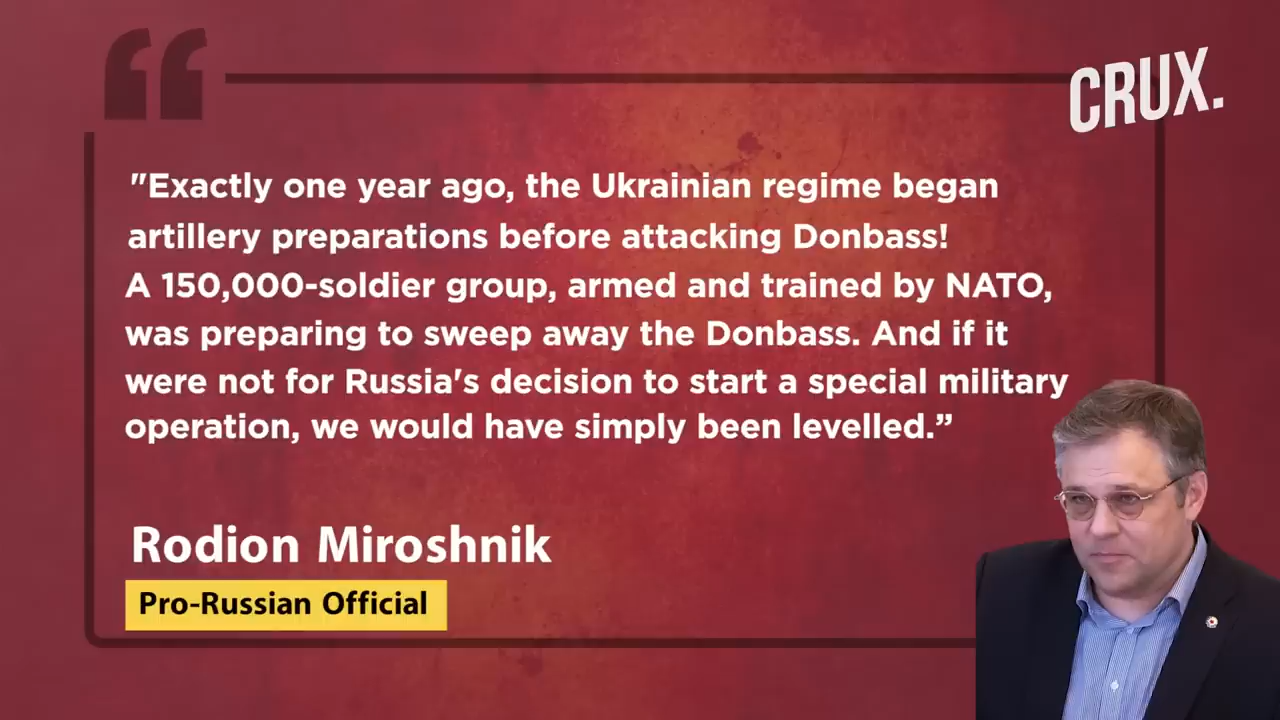 CRUX.
"Exactly one year ago, the Ukrainian regime began
artillery preparations before attacking Donbass!
A 150,000-soldier group, armed and trained by NATO,
was preparing to sweep away the Donbass. And if it
were not for Russia's decision to start a special military
operation, we would have simply been levelled.”
Rodion Miroshnik
Pro-Russian Official